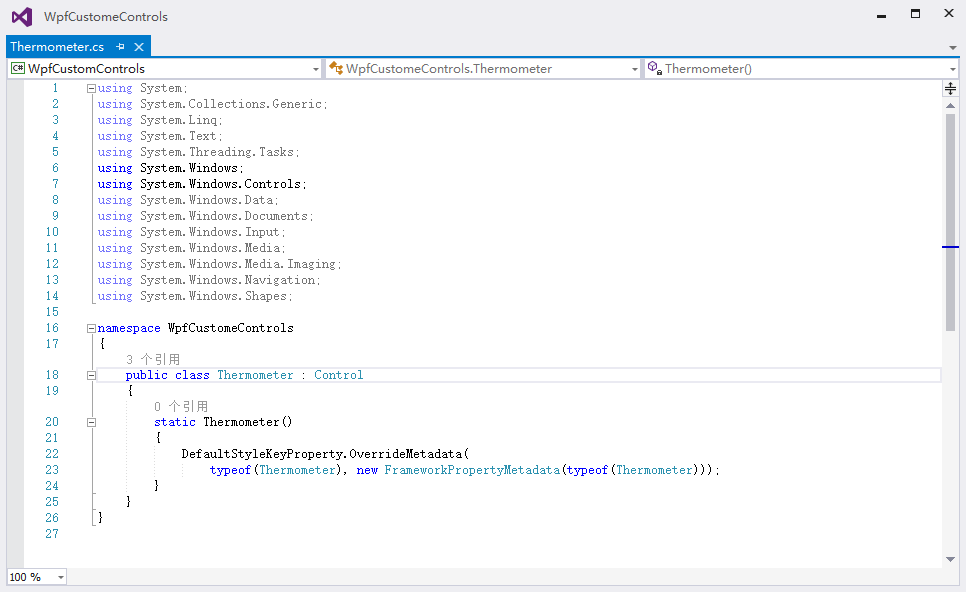 WpfCustomeControls
Thermometer.cs
C# WpfCustomControls WpfCustomeControls.Thermometer Thermometer()
1 using System;
2 using System.Collections.Generic;
3 using System.Linq;
4 using System.Text;
5 using System.Threading.Tasks;
6 using System.Windows;
7 using System.Windows.Controls;
8 using System.Windows.Data;
9 using System.Windows.Documents;
10 using System.Windows.Input;
11 using System.Windows.Media;
12 using System.Windows.Media.Imaging;
13 using System.Windows.Navigation;
14 using System.Windows.Shapes;
15
16 namespace WpfCustomeControls
17 {
3 个引用
18 public class Thermometer : Control
19 {
0 个引用
20 static Thermometer()
21 {
22 DefaultStyleKeyProperty.OverrideMetadata(
23 typeof(Thermometer), new FrameworkPropertyMetadata(typeof(Thermometer)));
24 }
25 }
26 }
27
100 %